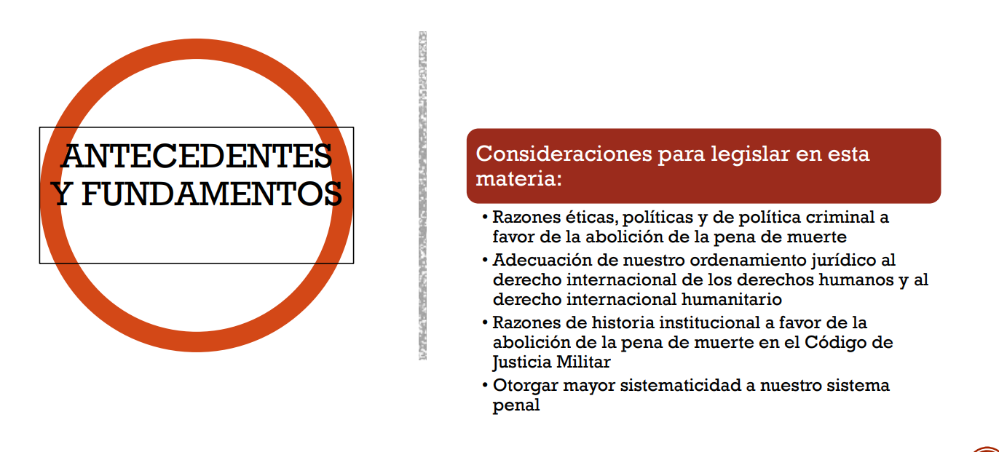 ANTECEDENTES
Y FUNDAMENTOS
Consideraciones para legislar en esta
materia:
• Razones éticas, políticas y de política criminal a
favor de la abolición de la pena de muerte
• Adecuación de nuestro ordenamiento jurídico al
derecho internacional de los derechos humanos y al
derecho internacional humanitario
• Razones de historia institucional a favor de la
abolición de la pena de muerte en el Código de
Justicia Militar
• Otorgar mayor sistematicidad a nuestro sistema
penal